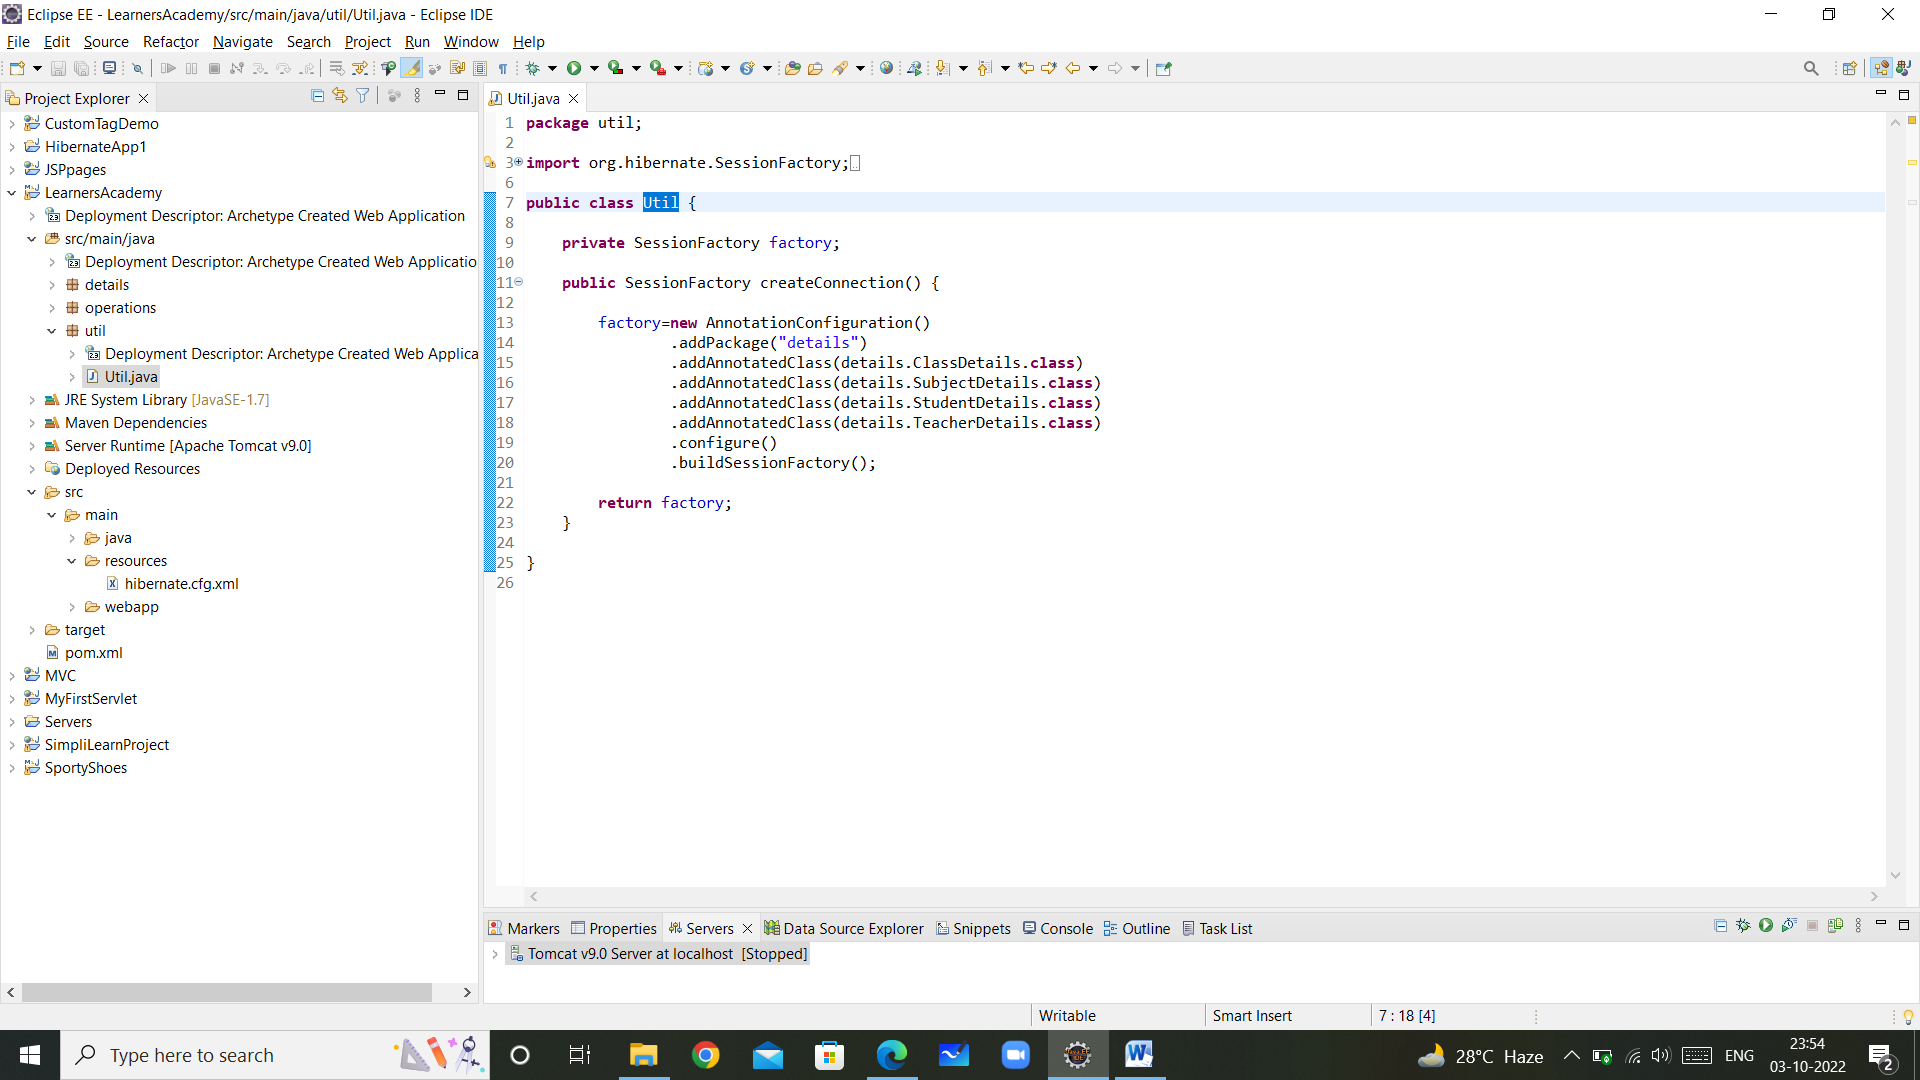 Eclipse EE - LearnersAcademy/src/main/java/util/Util.java - Eclipse IDE
File Edit Source Refactor Navigate Search Project Run Window Help
Project Explorer
CustomTagDemo
HibernateApp1
JSPpages
LearnersAcademy
Deployment Descriptor: Archetype Created Web Application
src/main/java
Deployment Descriptor: Archetype Created Web Applicatio
details
operations
util
Deployment Descriptor: Archetype Created Web Applica
Util.java
JRE System Library [JavaSE-1.7]
Maven Dependencies
Server Runtime [Apache Tomcat v9.0]
Deployed Resources
src
main
java
resources
hibernate.cfg.xml
webapp
target
pom.xml
MVC
MyFirstServlet
Servers
SimpliLearnProject
SportyShoes
Util.java
1 package util;
2
3 import org.hibernate.SessionFactory;
6
7 public class Util {
8
9 private SessionFactory factory;
10
11 public SessionFactory createConnection() {
12
13 factory=new AnnotationConfiguration()
14 .addPackage("details")
15 .addAnnotatedClass(details.ClassDetails.class)
16 .addAnnotatedClass(details.SubjectDetails.class)
17 .addAnnotatedClass(details.StudentDetails.class)
18 .addAnnotatedClass(details.TeacherDetails.class)
19 .configure()
20 .buildSessionFactory();
21
22 return factory;
23 }
24
25 }
26
Markers Properties Servers Data Source Explorer Snippets Console Outline Task List
Tomcat v9.0 Server at localhost [Stopped]
Writable Smart Insert 7 : 18 [4]
Type here to search
28°C Haze ENG 23:54
03-10-2022 2